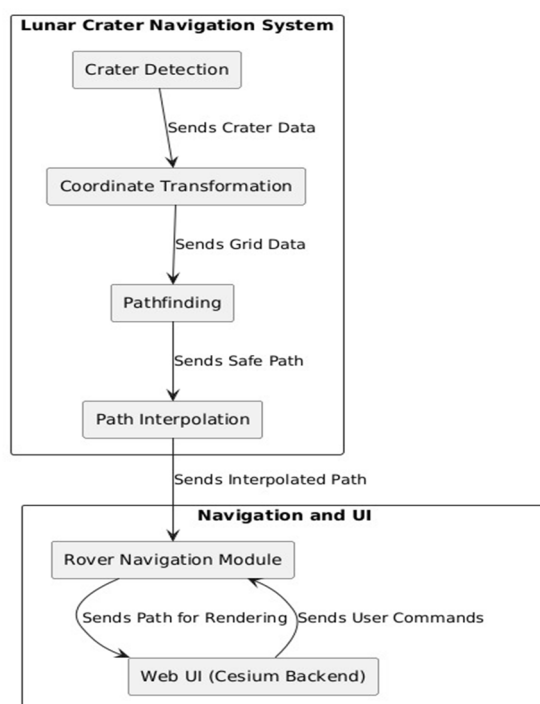 Lunar Crater Navigation System
Crater Detection
Sends Crater Data
Coordinate Transformation
Sends Grid Data
Pathfinding
Sends Safe Path
Path Interpolation
Sends Interpolated Path
Navigation and UI
Rover Navigation Module
Sends Path for Rendering
Sends User Commands
Web UI (Cesium Backend)